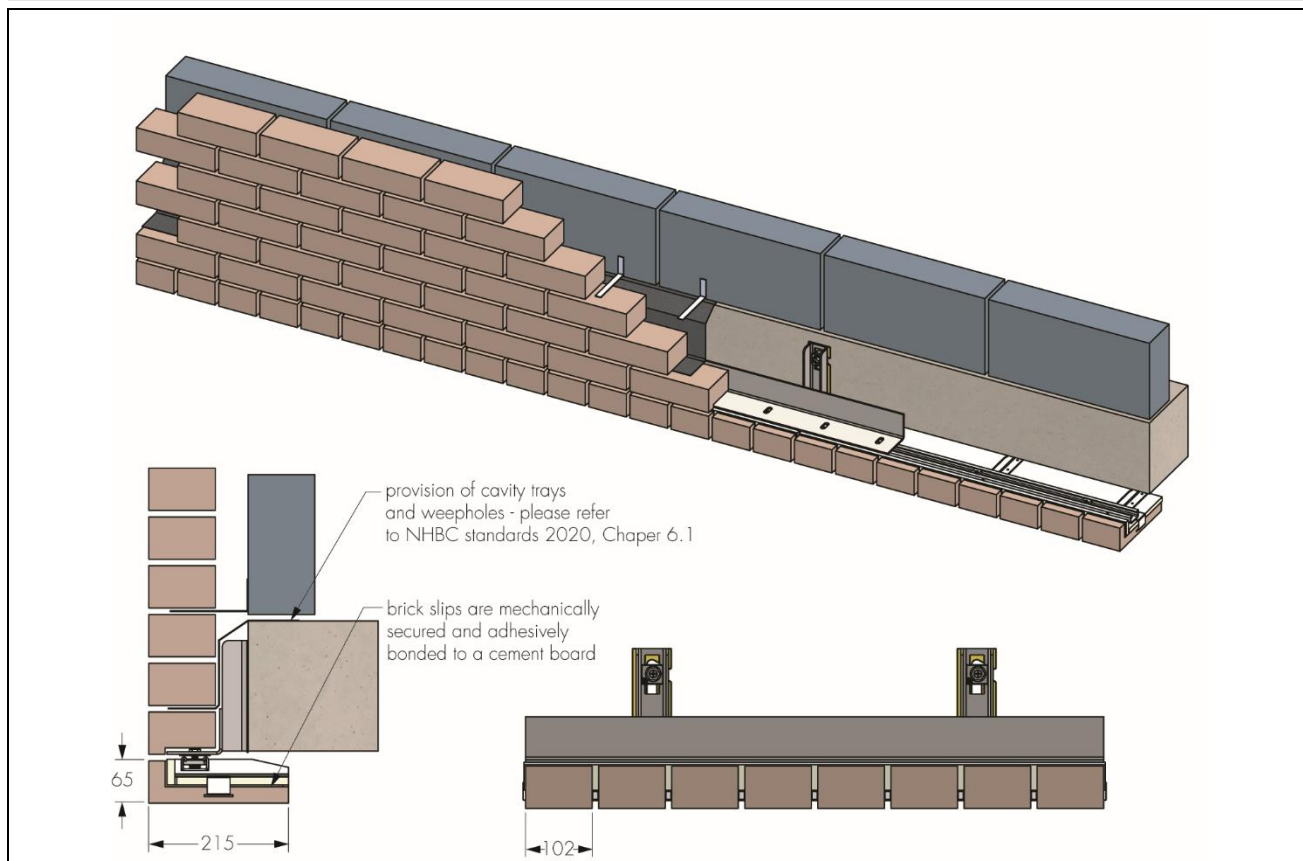 provision of cavity trays
and weepholes - please refer
to NHBC standards 2020, Chaper 6.1
brick slips are mechanically
secured and adhesively
bonded to a cement board
65
215
102